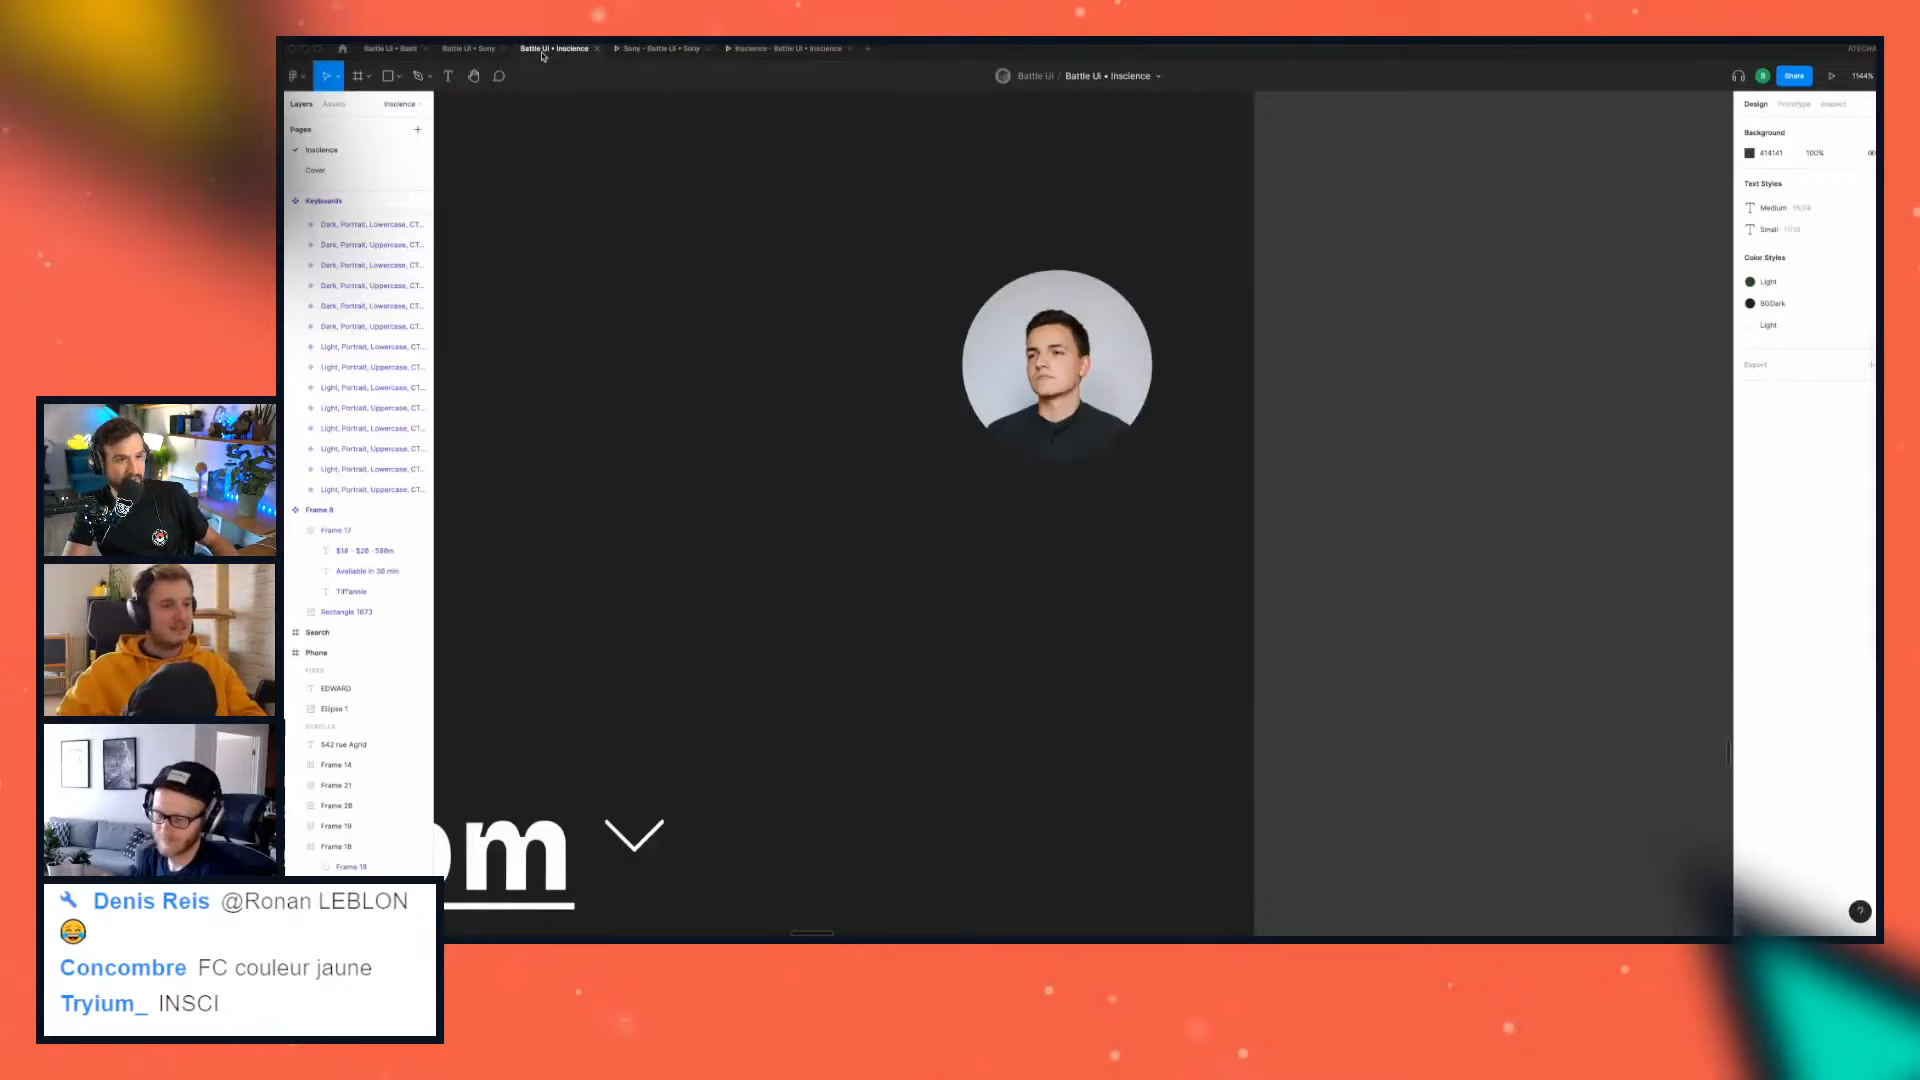 Battle Ui • Basti
Battle Ui • Sony
Battle Ui • Inscience
Sony - Battle Ui • Sony
Inscience - Battle Ui • Inscience
Battle Ui / Battle Ui • Inscience
B
Share
1144%
Layers
Assets
Inscience
Pages
Inscience
Cover
Keyboards
Dark, Portrait, Lowercase, CT...
Dark, Portrait, Uppercase, CT...
Dark, Portrait, Lowercase, CT...
Dark, Portrait, Uppercase, CT...
Dark, Portrait, Lowercase, CT...
Dark, Portrait, Uppercase, CT...
Light, Portrait, Lowercase, CT...
Light, Portrait, Uppercase, CT...
Light, Portrait, Lowercase, CT...
Light, Portrait, Uppercase, CT...
Light, Portrait, Lowercase, CT...
Light, Portrait, Uppercase, CT...
Light, Portrait, Lowercase, CT...
Light, Portrait, Uppercase, CT...
Frame 8
Frame 17
$10 - $20 - 500m
Available in 30 min
Tiffannie
Rectangle 1673
Search
Phone
FIXED
EDWARD
Ellipse 1
SCROLLS
542 rue Agrid
Frame 14
Frame 21
Frame 20
Frame 19
Frame 18
Frame 18
om
Design
Prototype
Inspect
Background
414141
100%
Text Styles
Medium
Small
Color Styles
Light
BGDark
Light
Export
?
Denis Reis @Ronan LEBLON
😂
Concombre FC couleur jaune
Tryium_ INSCI